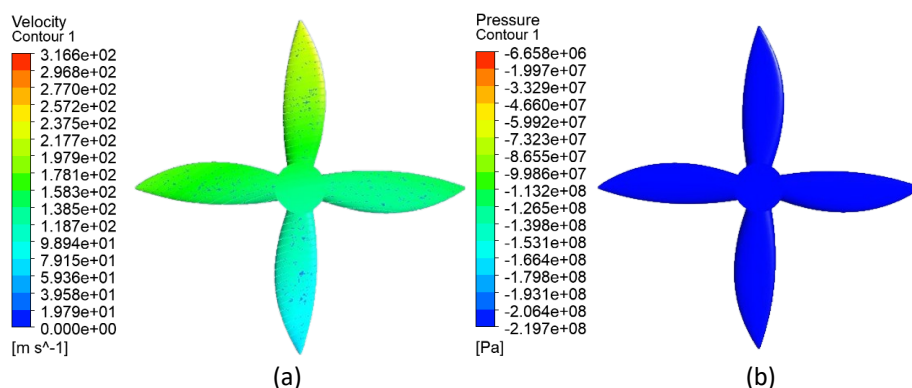 Velocity
Contour 1
3.166e+02
2.968e+02
2.770e+02
2.572e+02
2.375e+02
2.177e+02
1.979e+02
1.781e+02
1.583e+02
1.385e+02
1.187e+02
9.894e+01
7.915e+01
5.936e+01
3.958e+01
1.979e+01
0.000e+00
[m s^-1]
(a)
Pressure
Contour 1
-6.658e+06
-1.997e+07
-3.329e+07
-4.660e+07
-5.992e+07
-7.323e+07
-8.655e+07
-9.986e+07
-1.132e+08
-1.265e+08
-1.398e+08
-1.531e+08
-1.664e+08
-1.798e+08
-1.931e+08
-2.064e+08
-2.197e+08
[Pa]
(b)